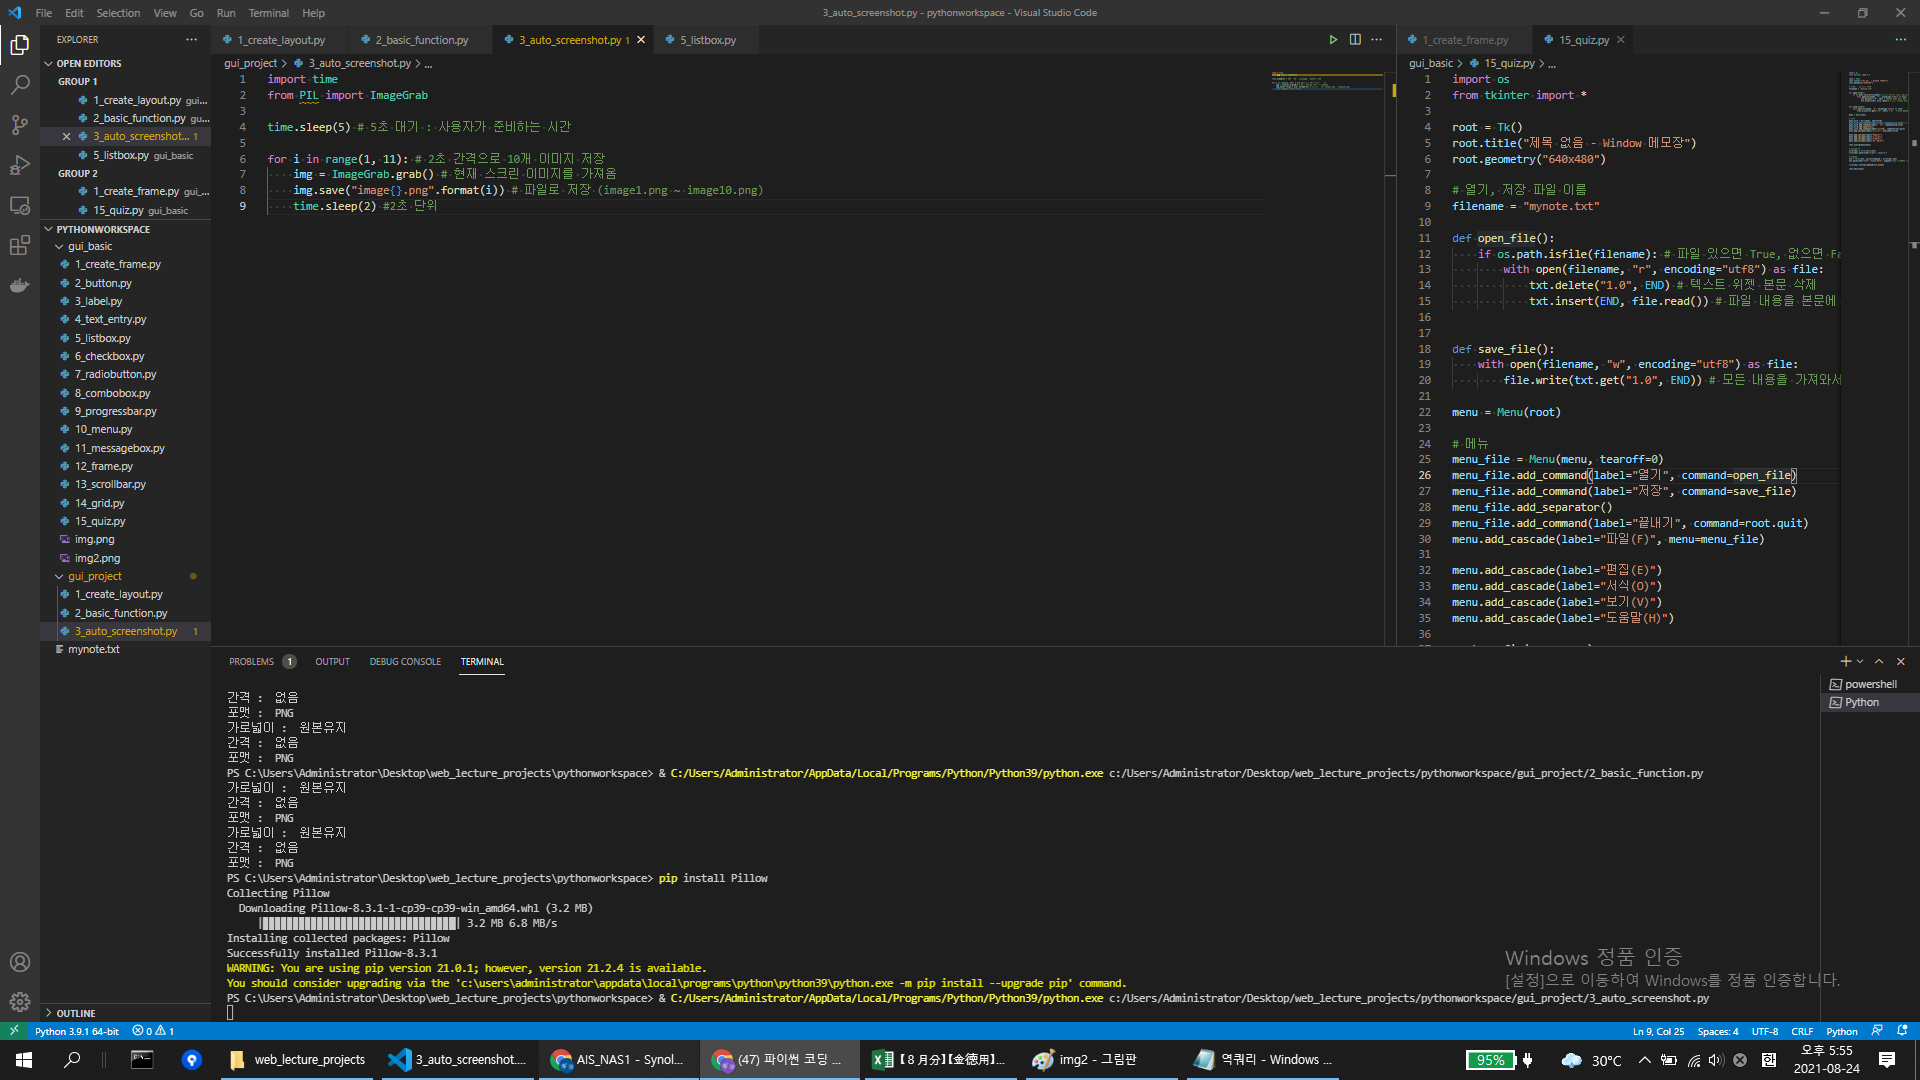 File Edit Selection View Go Run Terminal Help
3_auto_screenshot.py - pythonworkspace - Visual Studio Code
EXPLORER
OPEN EDITORS
GROUP 1
1_create_layout.py gui...
2_basic_function.py gu...
3_auto_screenshot... 1
5_listbox.py gui_basic
GROUP 2
1_create_frame.py gui_...
15_quiz.py gui_basic
PYTHONWORKSPACE
gui_basic
1_create_frame.py
2_button.py
3_label.py
4_text_entry.py
5_listbox.py
6_checkbox.py
7_radiobutton.py
8_combobox.py
9_progressbar.py
10_menu.py
11_messagebox.py
12_frame.py
13_scrollbar.py
14_grid.py
15_quiz.py
img.png
img2.png
gui_project
1_create_layout.py
2_basic_function.py
3_auto_screenshot.py 1
mynote.txt
OUTLINE
1_create_layout.py 2_basic_function.py 3_auto_screenshot.py 1 5_listbox.py
gui_project > 3_auto_screenshot.py > ...
1 import time
2 from PIL import ImageGrab
3
4 time.sleep(5) # 5초 대기 : 사용자가 준비하는 시간
5
6 for i in range(1, 11): # 2초 간격으로 10개 이미지 저장
7 img = ImageGrab.grab() # 현재 스크린 이미지를 가져옴
8 img.save("image{}.png".format(i)) # 파일로 저장 (image1.png ~ image10.png)
9 time.sleep(2) #2초 단위
1_create_frame.py 15_quiz.py
gui_basic > 15_quiz.py > ...
1 import os
2 from tkinter import *
3
4 root = Tk()
5 root.title("제목 없음 - Window 메모장")
6 root.geometry("640x480")
7
8 # 열기, 저장 파일 이름
9 filename = "mynote.txt"
10
11 def open_file():
12 if os.path.isfile(filename): # 파일 있으면 True, 없으면 Fa
13 with open(filename, "r", encoding="utf8") as file:
14 txt.delete("1.0", END) # 텍스트 위젯 본문 삭제
15 txt.insert(END, file.read()) # 파일 내용을 본문에
16
17
18 def save_file():
19 with open(filename, "w", encoding="utf8") as file:
20 file.write(txt.get("1.0", END)) # 모든 내용을 가져와서
21
22 menu = Menu(root)
23
24 # 메뉴
25 menu_file = Menu(menu, tearoff=0)
26 menu_file.add_command(label="열기", command=open_file)
27 menu_file.add_command(label="저장", command=save_file)
28 menu_file.add_separator()
29 menu_file.add_command(label="끝내기", command=root.quit)
30 menu.add_cascade(label="파일(F)", menu=menu_file)
31
32 menu.add_cascade(label="편집(E)")
33 menu.add_cascade(label="서식(O)")
34 menu.add_cascade(label="보기(V)")
35 menu.add_cascade(label="도움말(H)")
36
PROBLEMS 1 OUTPUT DEBUG CONSOLE TERMINAL
간격 : 없음
포맷 : PNG
가로넓이 : 원본유지
간격 : 없음
포맷 : PNG
PS C:\Users\Administrator\Desktop\web_lecture_projects\pythonworkspace> & C:/Users/Administrator/AppData/Local/Programs/Python/Python39/python.exe c:/Users/Administrator/Desktop/web_lecture_projects/pythonworkspace/gui_project/2_basic_function.py
가로넓이 : 원본유지
간격 : 없음
포맷 : PNG
가로넓이 : 원본유지
간격 : 없음
포맷 : PNG
PS C:\Users\Administrator\Desktop\web_lecture_projects\pythonworkspace> pip install Pillow
Collecting Pillow
Downloading Pillow-8.3.1-1-cp39-cp39-win_amd64.whl (3.2 MB)
3.2 MB 6.8 MB/s
Installing collected packages: Pillow
Successfully installed Pillow-8.3.1
WARNING: You are using pip version 21.0.1; however, version 21.2.4 is available.
You should consider upgrading via the 'c:\users\administrator\appdata\local\programs\python\python39\python.exe -m pip install --upgrade pip' command.
PS C:\Users\Administrator\Desktop\web_lecture_projects\pythonworkspace> & C:/Users/Administrator/AppData/Local/Programs/Python/Python39/python.exe c:/Users/Administrator/Desktop/web_lecture_projects/pythonworkspace/gui_project/3_auto_screenshot.py
powershell
Python
Windows 정품 인증
[설정]으로 이동하여 Windows를 정품 인증합니다.
Python 3.9.1 64-bit 0 1
Ln 9, Col 25 Spaces: 4 UTF-8 CRLF Python
web_lecture_projects
3_auto_screenshot....
AIS_NAS1 - Synol...
(47) 파이썬 코딩 ...
【8月分】【金徳用】...
img2 - 그림판
역쿼리 - Windows ...
95%
30°C
오후 5:55
2021-08-24